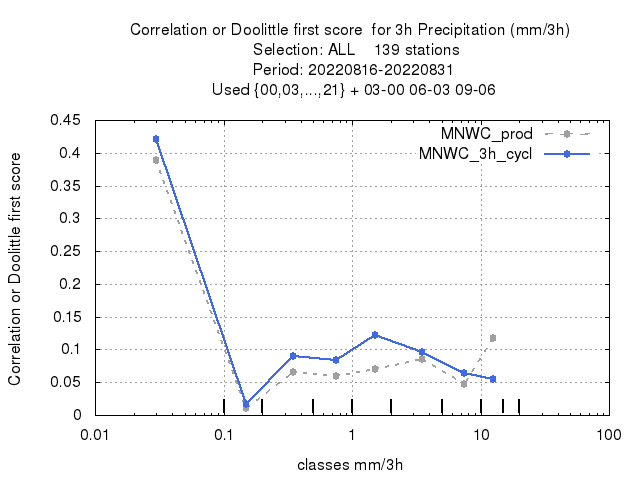 Correlation or Doolittle first score  for 3h Precipitation (mm/3h)
Selection: ALL    139 stations
Period: 20220816-20220831
Used {00,03,...,21} + 03-00 06-03 09-06
MNWC_prod
MNWC_3h_cycl
Correlation or Doolittle first score
0.45
0.4
0.35
0.3
0.25
0.2
0.15
0.1
0.05
0
0.01 0.1 1 10 100
classes mm/3h